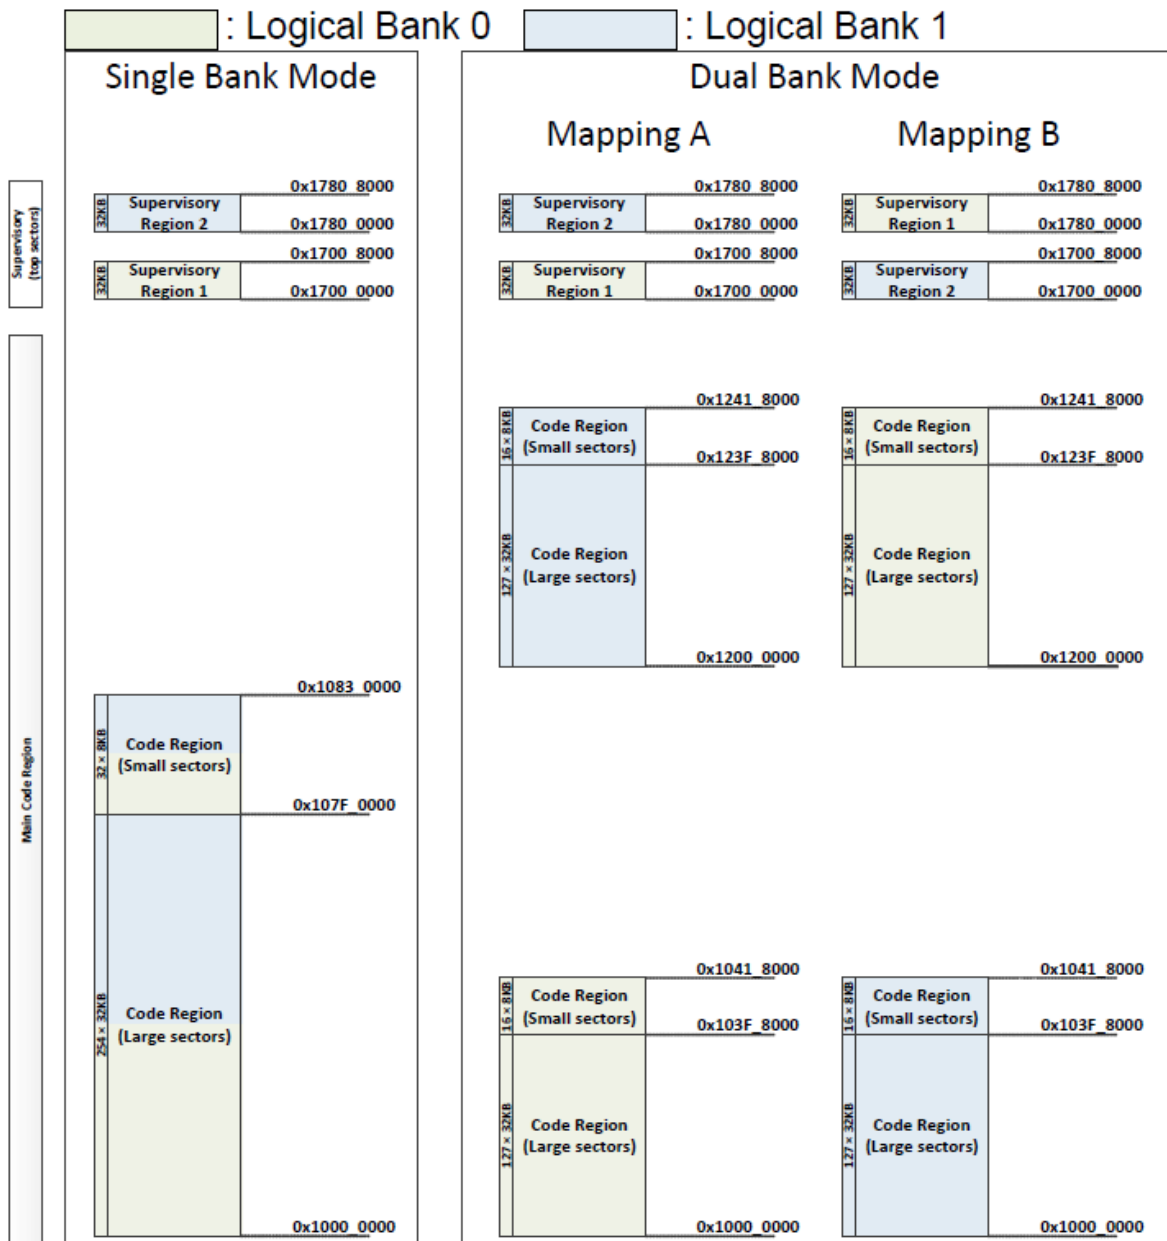 : Logical Bank 0
: Logical Bank 1
Single Bank Mode
Dual Bank Mode
Mapping A
Mapping B
Supervisory
(top sectors)
32KB
Supervisory
Region 2
0x1780_8000
0x1780_0000
32KB
Supervisory
Region 1
0x1700_8000
0x1700_0000
32KB
Supervisory
Region 2
0x1780_8000
0x1780_0000
32KB
Supervisory
Region 1
0x1700_8000
0x1700_0000
32KB
Supervisory
Region 1
0x1780_8000
0x1780_0000
32KB
Supervisory
Region 2
0x1700_8000
0x1700_0000
Main Code Region
0x1083_0000
32 × 8KB
Code Region
(Small sectors)
0x107F_0000
254 × 32KB
Code Region
(Large sectors)
0x1000_0000
0x1241_8000
16 × 8KB
Code Region
(Small sectors)
0x123F_8000
127 × 32KB
Code Region
(Large sectors)
0x1200_0000
0x1041_8000
16 × 8KB
Code Region
(Small sectors)
0x103F_8000
127 × 32KB
Code Region
(Large sectors)
0x1000_0000
0x1241_8000
16 × 8KB
Code Region
(Small sectors)
0x123F_8000
127 × 32KB
Code Region
(Large sectors)
0x1200_0000
0x1041_8000
16 × 8KB
Code Region
(Small sectors)
0x103F_8000
127 × 32KB
Code Region
(Large sectors)
0x1000_0000